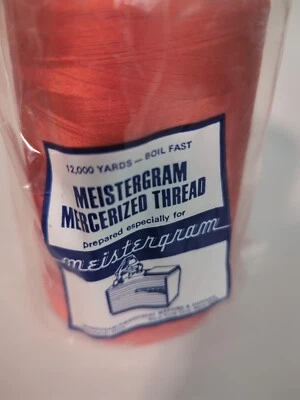 12,000 YARDS — BOIL FAST
MEISTERGRAM
MERCERIZED THREAD
prepared especially for
meistergram